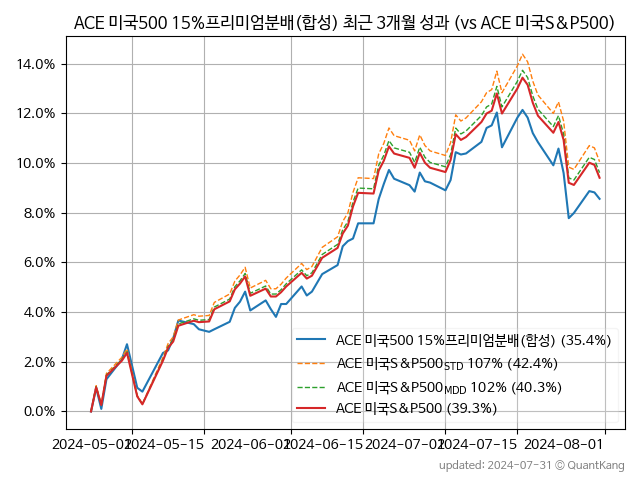 ACE 미국500 15%프리미엄분배(합성) 최근 3개월 성과 (vs ACE 미국S&P500)
14.0%
12.0%
10.0%
8.0%
6.0%
4.0%
2.0%
0.0%
ACE 미국500 15%프리미엄분배(합성) (35.4%)
ACE 미국S&P500STD 107% (42.4%)
ACE 미국S&P500MDD 102% (40.3%)
ACE 미국S&P500 (39.3%)
2024-05-01 2024-05-15 2024-06-01 2024-06-15 2024-07-01 2024-07-15 2024-08-01
updated: 2024-07-31 © QuantKang